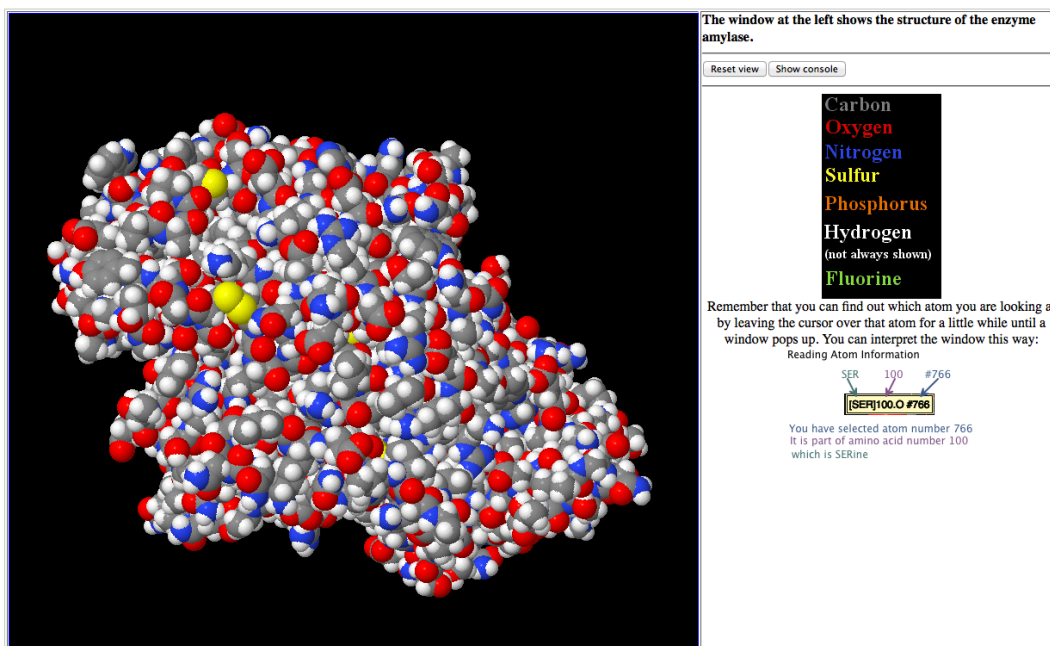 The window at the left shows the structure of the enzyme
amylase.
Reset view Show console
Carbon
Oxygen
Nitrogen
Sulfur
Phosphorus
Hydrogen
(not always shown)
Fluorine
Remember that you can find out which atom you are looking a
by leaving the cursor over that atom for a little while until a
window pops up. You can interpret the window this way:
Reading Atom Information
SER 100 #766
[SER]100.O #766
You have selected atom number 766
It is part of amino acid number 100
which is SERine